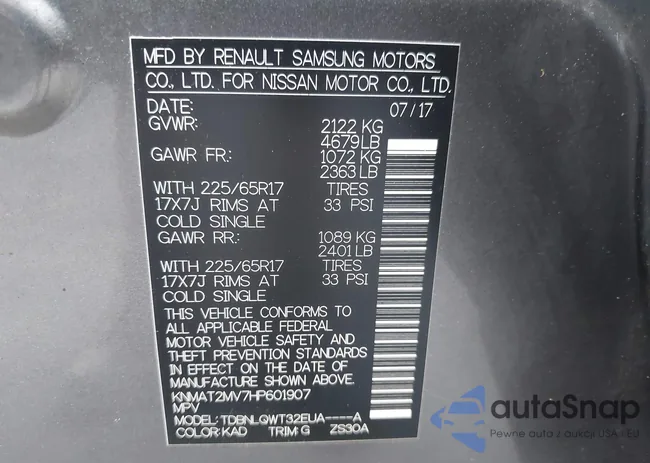 MFD BY RENAULT SAMSUNG MOTORS
CO., LTD. FOR NISSAN MOTOR CO., LTD.
DATE: 07/17
GVWR: 2122 KG
4679LB
GAWR FR: 1072 KG
2363 LB
WITH 225/65R17 TIRES
17X7J RIMS AT 33 PSI
COLD SINGLE
GAWR RR: 1089 KG
2401 LB
WITH 225/65R17 TIRES
17X7J RIMS AT 33 PSI
COLD SINGLE
THIS VEHICLE CONFORMS TO
ALL APPLICABLE FEDERAL
MOTOR VEHICLE SAFETY AND
THEFT PREVENTION STANDARDS
IN EFFECT ON THE DATE OF
MANUFACTURE SHOWN ABOVE.
KNMAT2MV7HP601907
MPV
MODEL: TDBNLQWT32EUA----A
COLOR: KAD TRIM: G ZS30A
autoSnap
Pewne auta z aukcji USA i EU